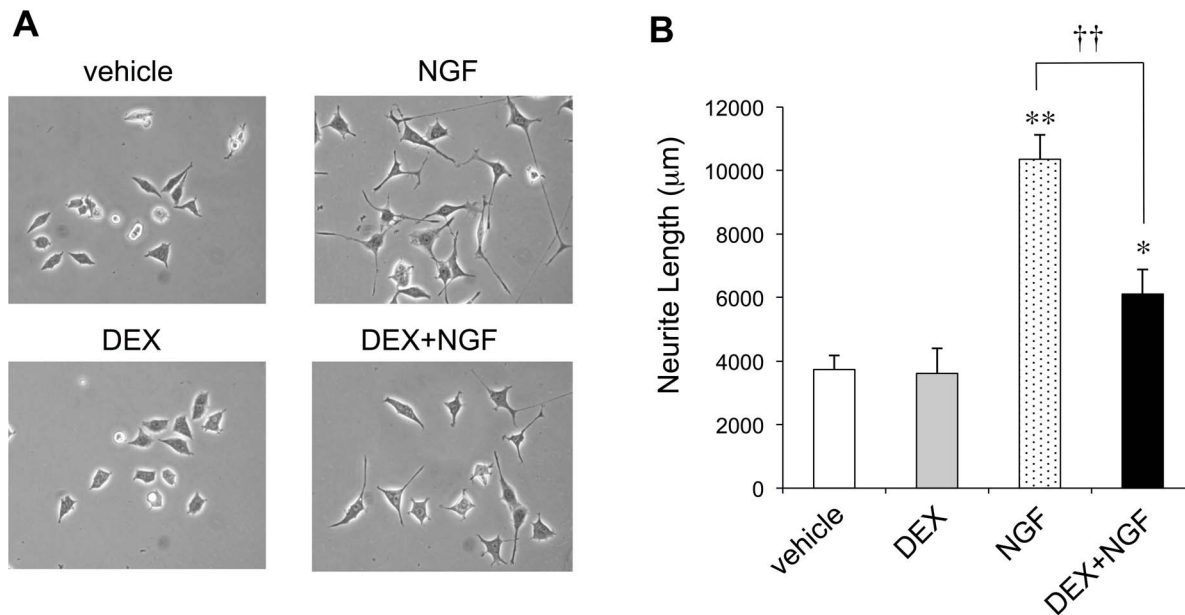 A
vehicle
NGF
DEX
DEX+NGF
B
††
Neurite Length (μm)
12000
10000
8000
6000
4000
2000
0
**
*
vehicle
DEX
NGF
DEX+NGF